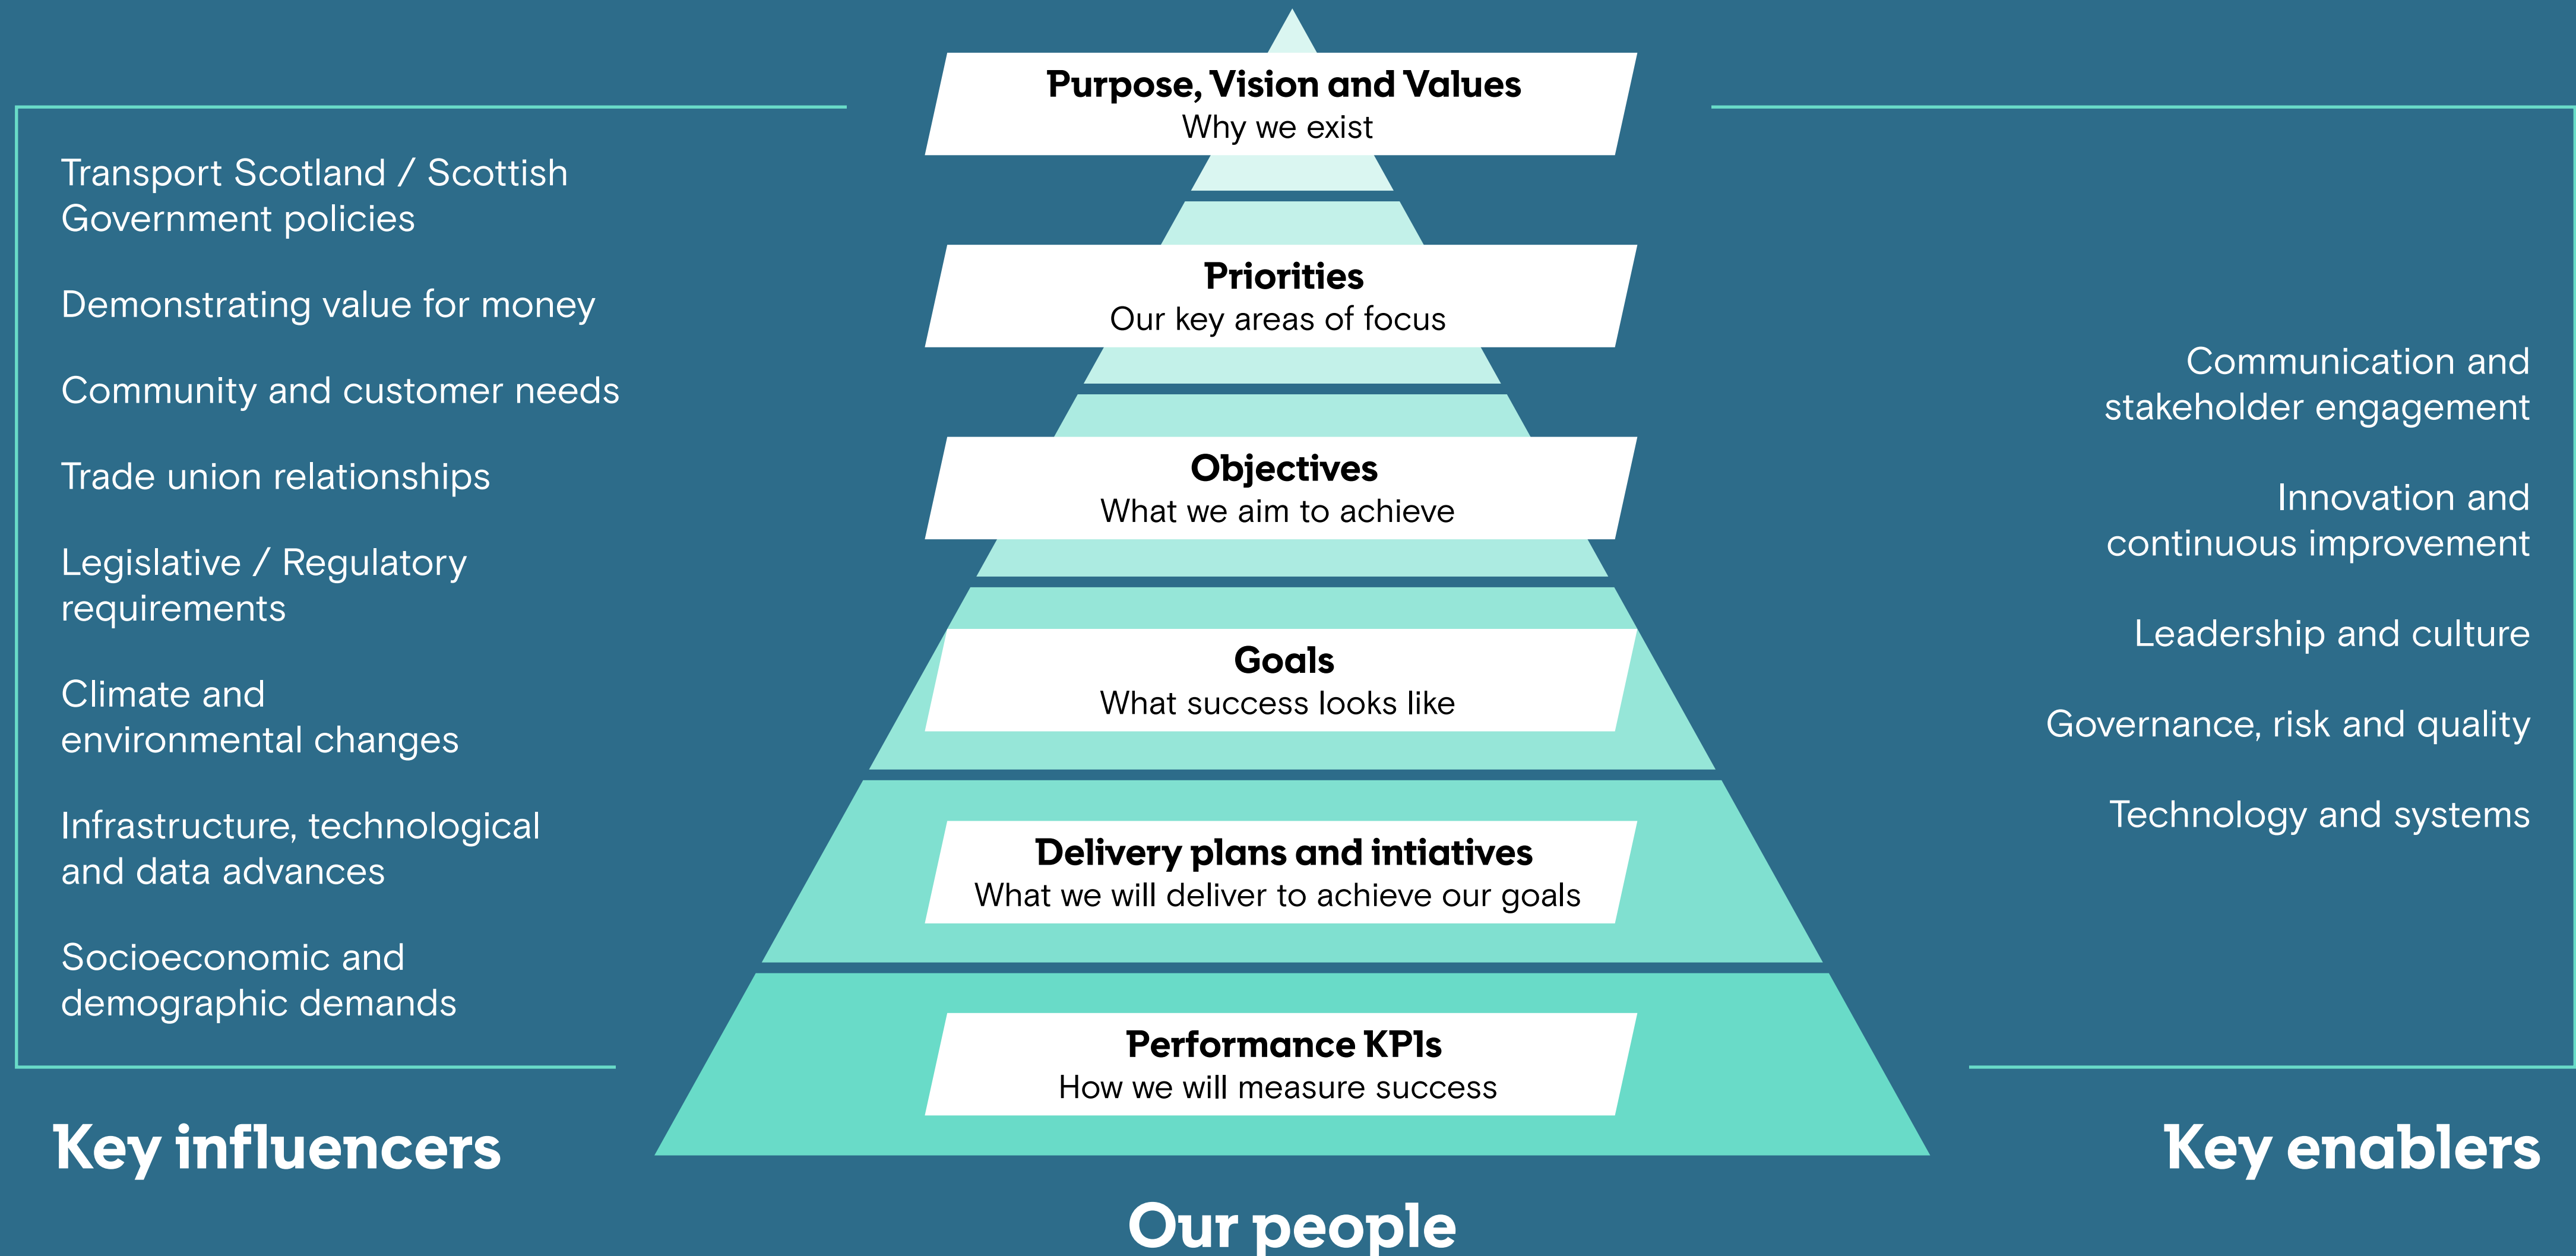 Transport Scotland / Scottish
Government policies
Demonstrating value for money
Community and customer needs
Trade union relationships
Legislative / Regulatory
requirements
Climate and
environmental changes
Infrastructure, technological
and data advances
Socioeconomic and
demographic demands
Key influencers
Purpose, Vision and Values
Why we exist
Priorities
Our key areas of focus
Objectives
What we aim to achieve
Goals
What success looks like
Delivery plans and intiatives
What we will deliver to achieve our goals
Performance KPIs
How we will measure success
Our people
Communication and
stakeholder engagement
Innovation and
continuous improvement
Leadership and culture
Governance, risk and quality
Technology and systems
Key enablers